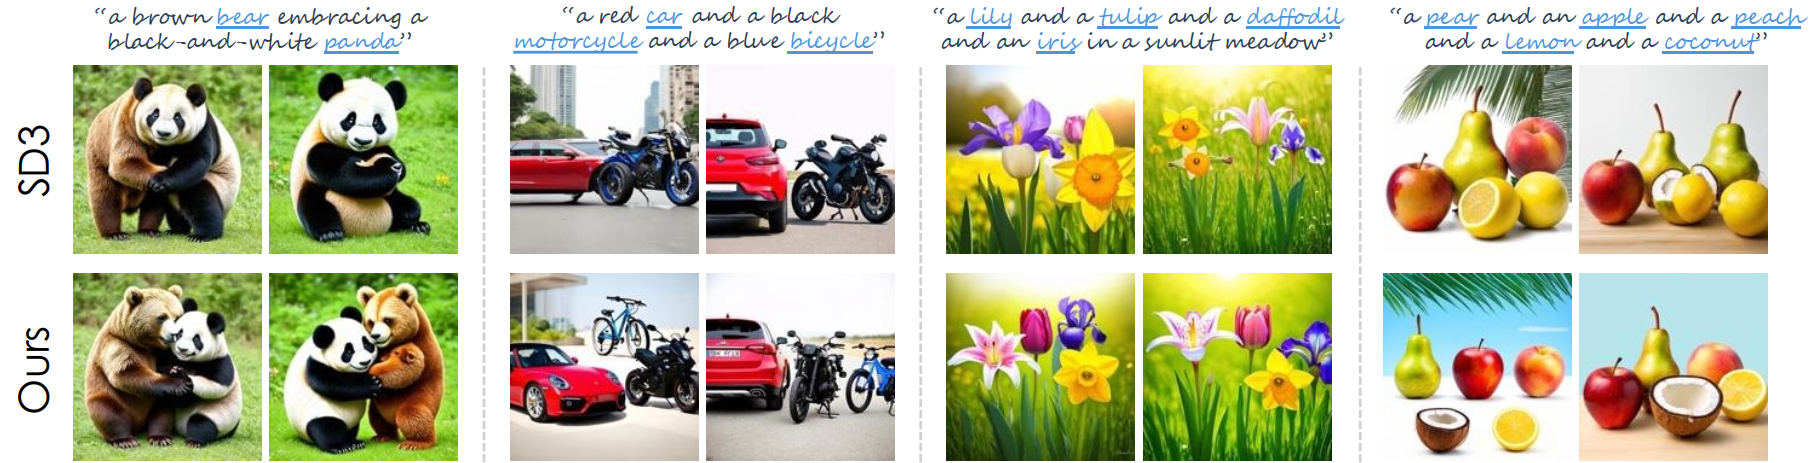 “a brown bear embracing a
black-and-white panda”
“a red car and a black
motorcycle and a blue bicycle”
“a lily and a tulip and a daffodil
and an iris in a sunlit meadow”
“a pear and an apple and a peach
and a lemon and a coconut”
SD3
Ours